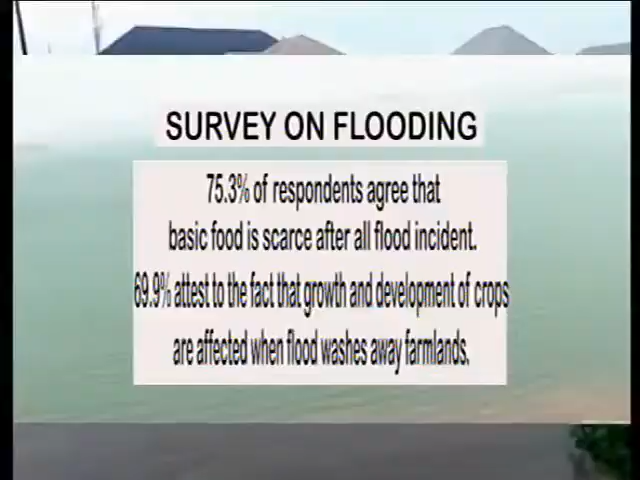 SURVEY ON FLOODING
75.3% of respondents agree that
basic food is scarce after all flood incident.
69.9% attest to the fact that growth and development of crops
are affected when flood washes away farmlands.